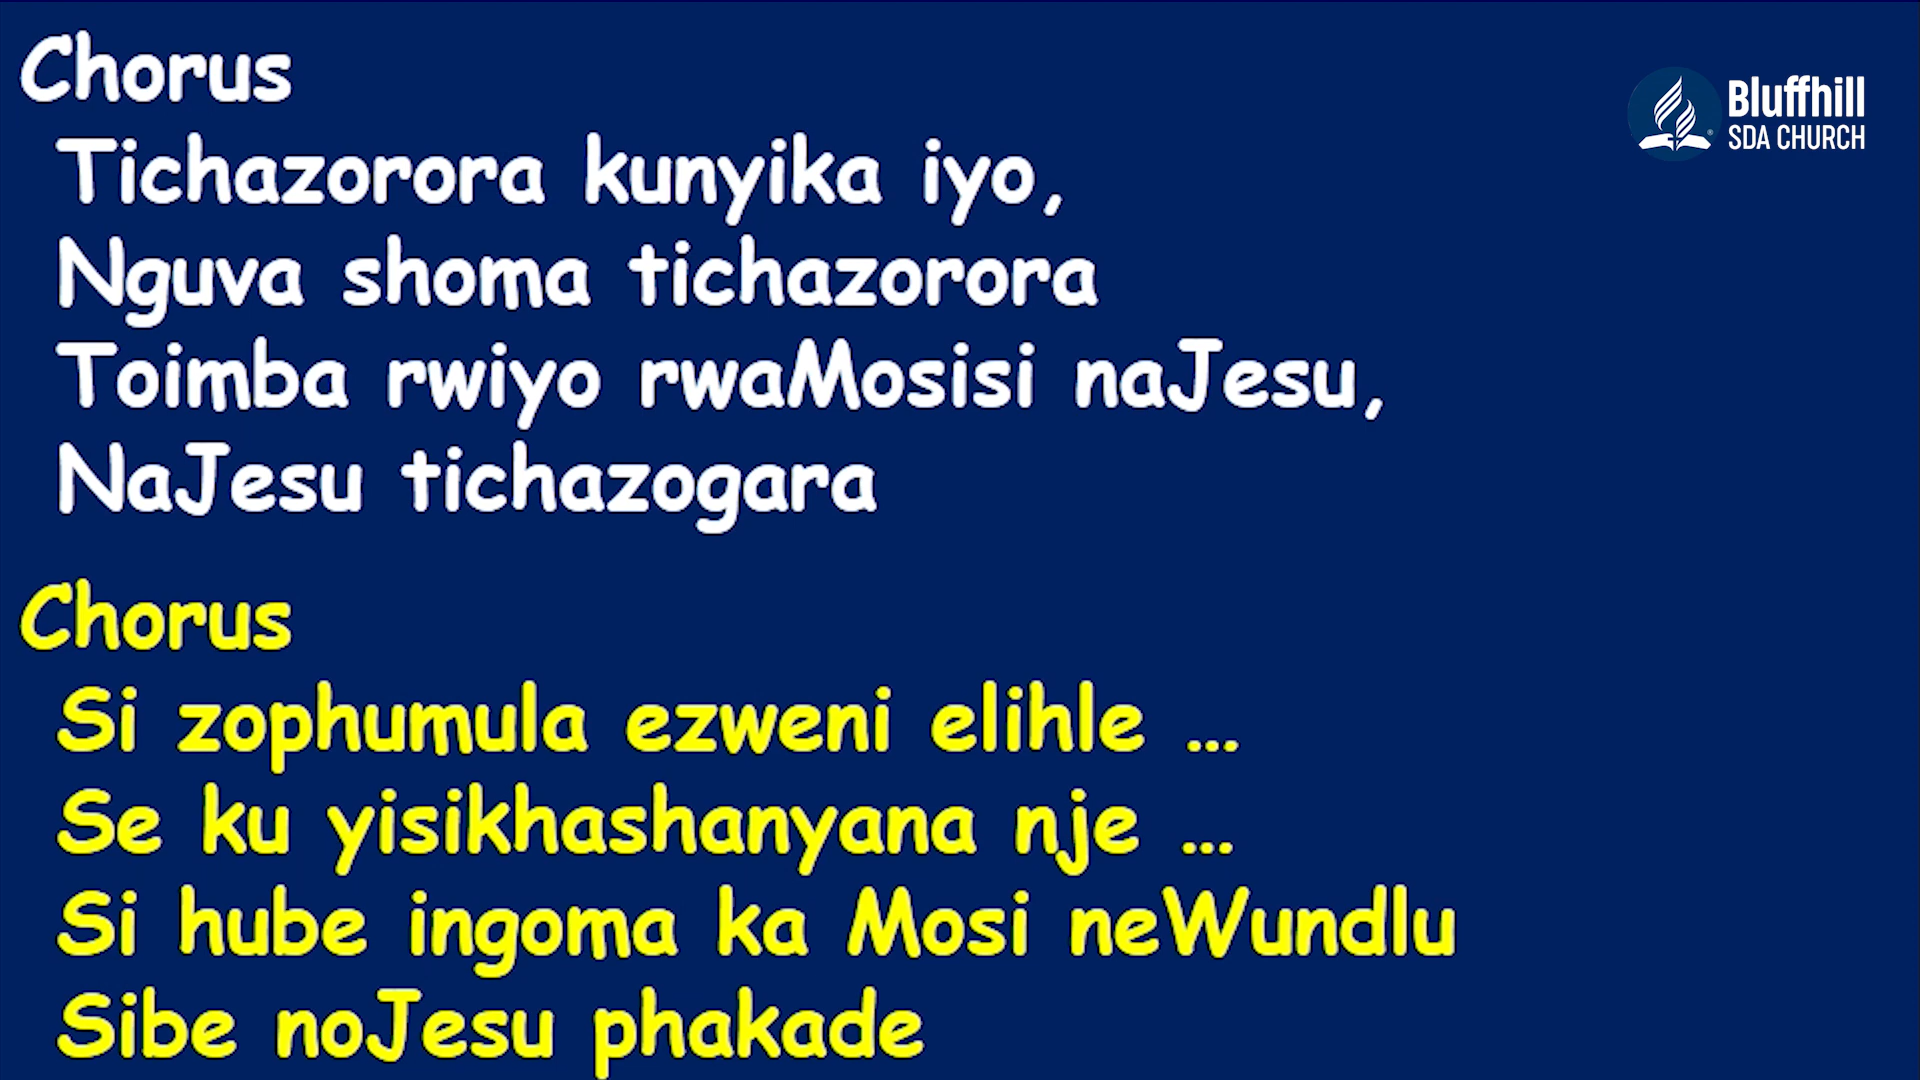 Chorus
Tichazorora kunyika iyo,
Nguva shoma tichazorora
Toimba rwiyo rwaMosisi naJesu,
NaJesu tichazogara
Chorus
Si zophumula ezweni elihle ...
Se ku yisikhashanyana nje ...
Si hube ingoma ka Mosi neWundlu
Sibe noJesu phakade
Bluffhill
SDA CHURCH